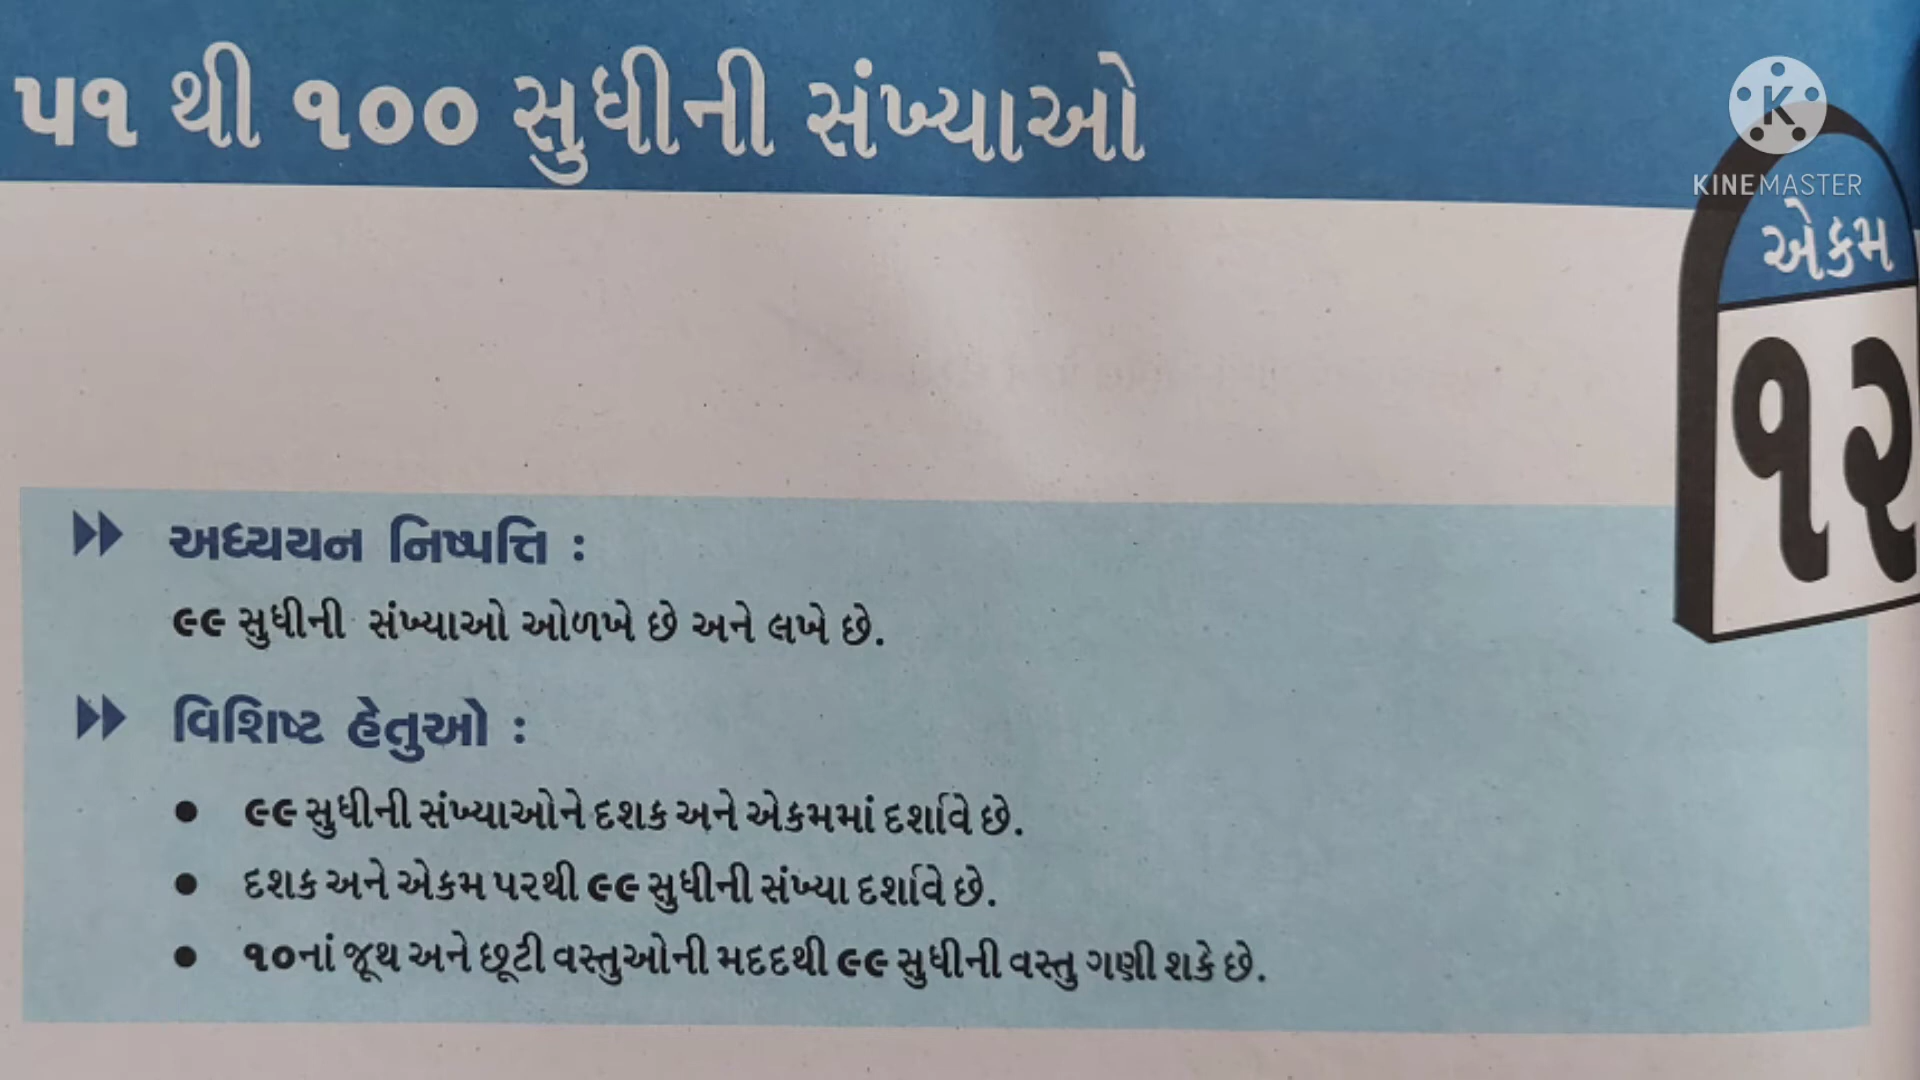 ૫૧ થી ૧૦૦ સુધીની સંખ્યાઓ
KINEMASTER
એકમ
૧૨
અધ્યયન નિષ્પત્તિ :
૯૯ સુધીની સંખ્યાઓ ઓળખે છે અને લખે છે.
વિશિષ્ટ હેતુઓ :
• ૯૯ સુધીની સંખ્યાઓને દશક અને એકમમાં દર્શાવે છે.
• દશક અને એકમ પરથી ૯૯ સુધીની સંખ્યા દર્શાવે છે.
• ૧૦નાં જૂથ અને છૂટી વસ્તુઓની મદદથી ૯૯ સુધીની વસ્તુ ગણી શકે છે.